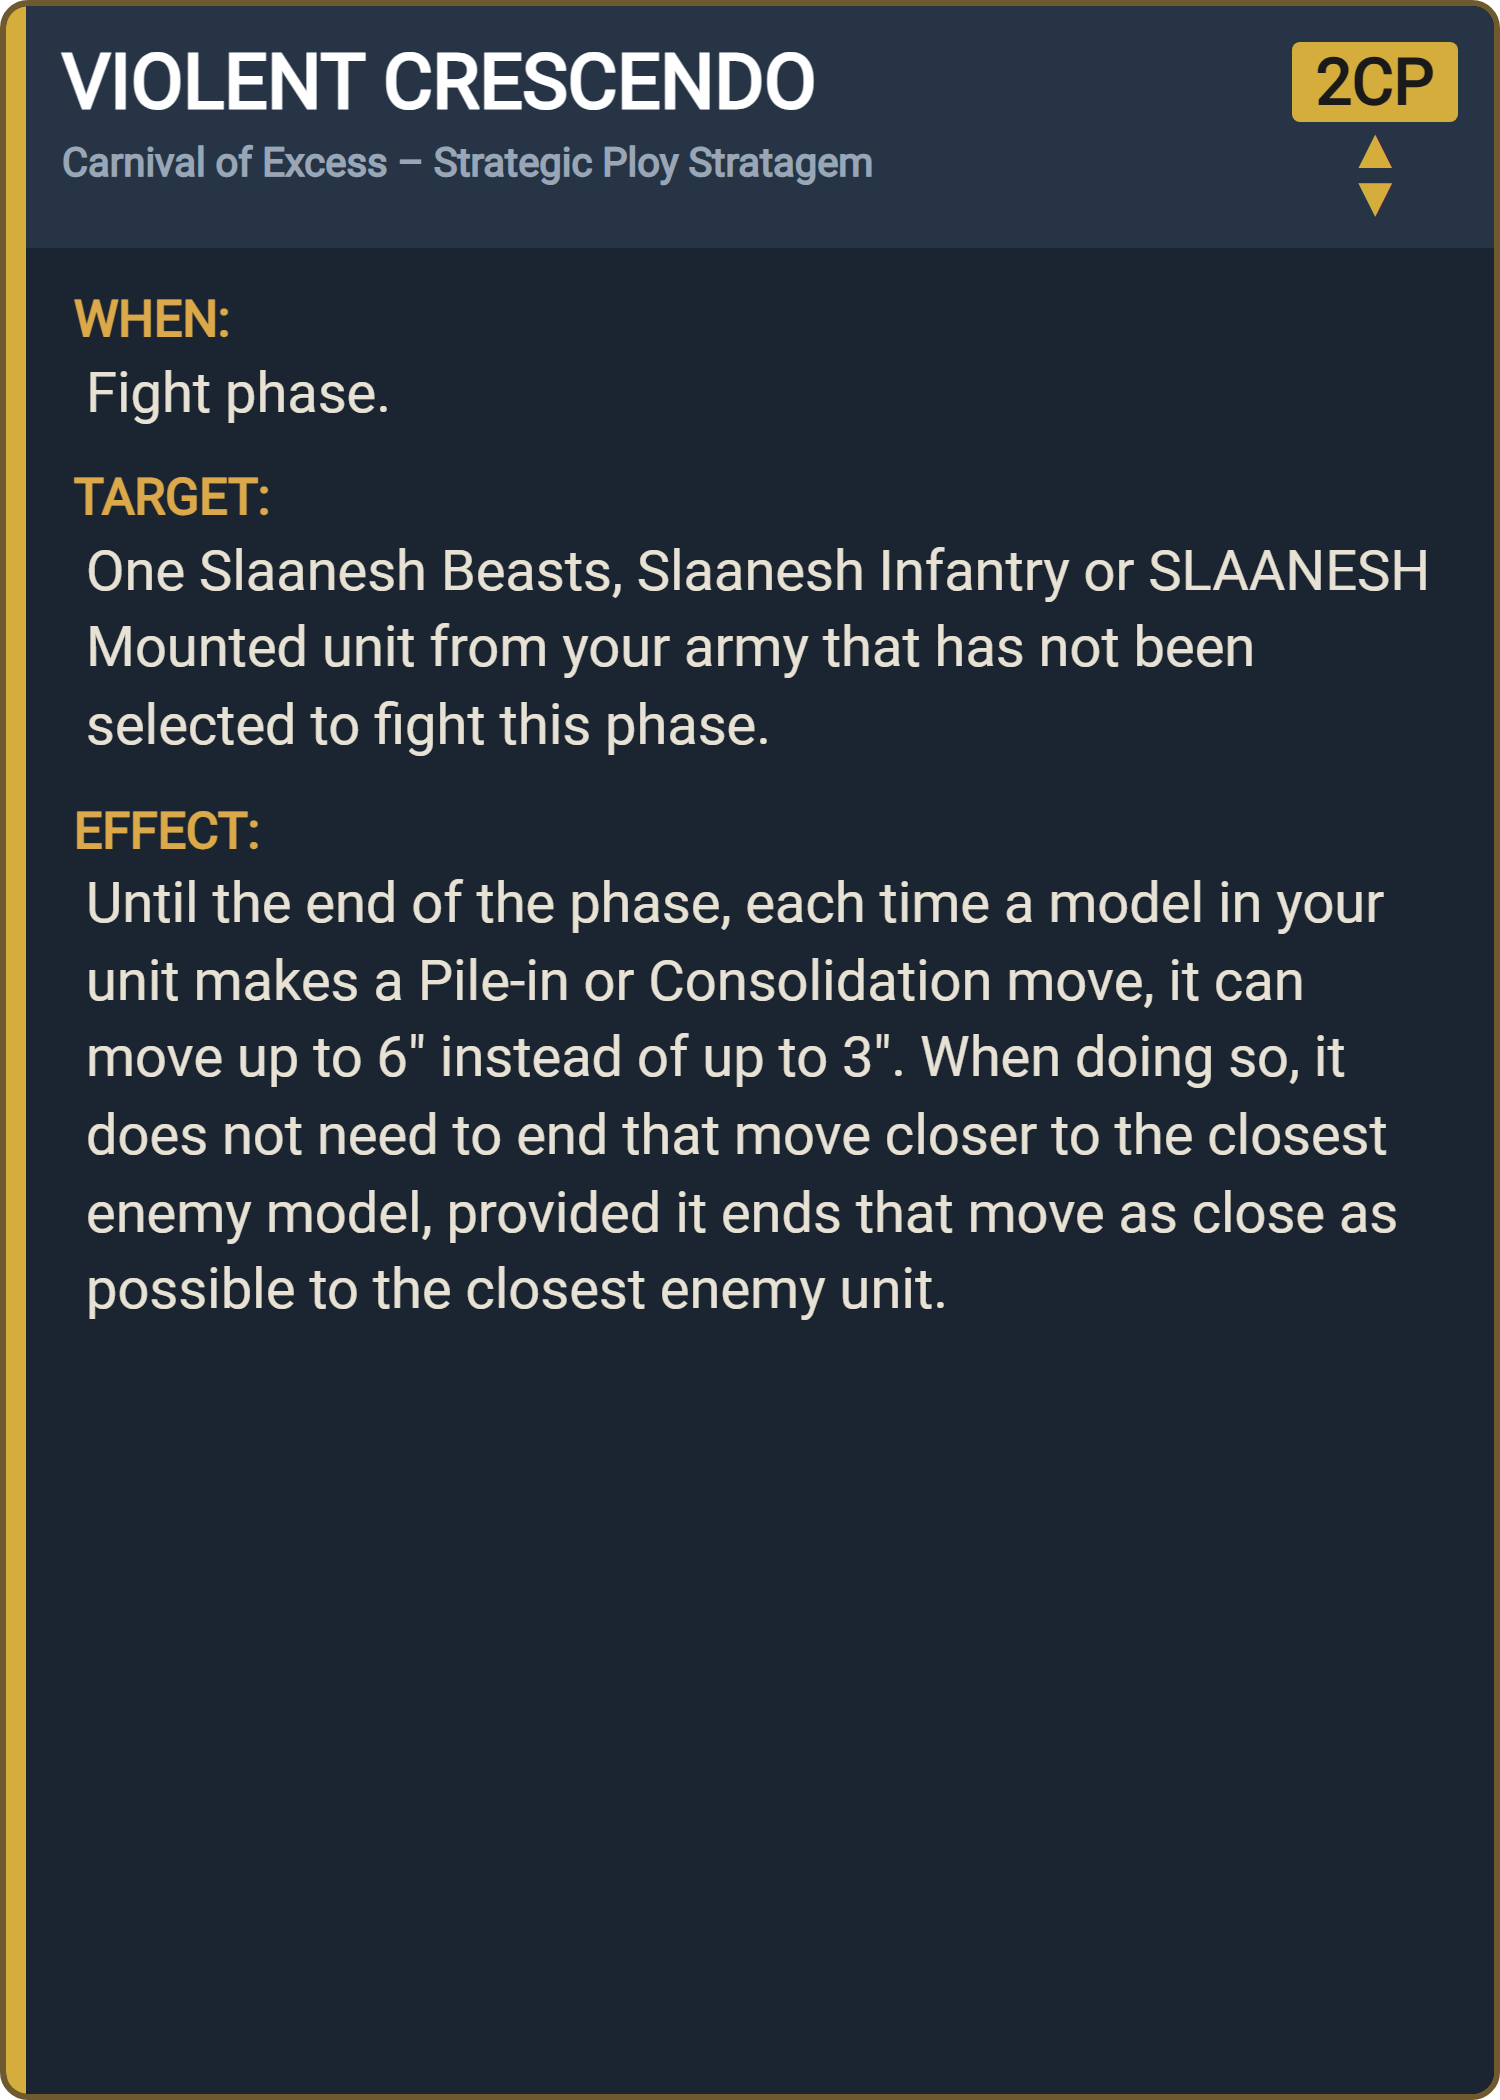 VIOLENT CRESCENDO
2CP
Carnival of Excess – Strategic Ploy Stratagem
WHEN:
Fight phase.
TARGET:
One Slaanesh Beasts, Slaanesh Infantry or SLAANESH
Mounted unit from your army that has not been
selected to fight this phase.
EFFECT:
Until the end of the phase, each time a model in your
unit makes a Pile-in or Consolidation move, it can
move up to 6" instead of up to 3". When doing so, it
does not need to end that move closer to the closest
enemy model, provided it ends that move as close as
possible to the closest enemy unit.